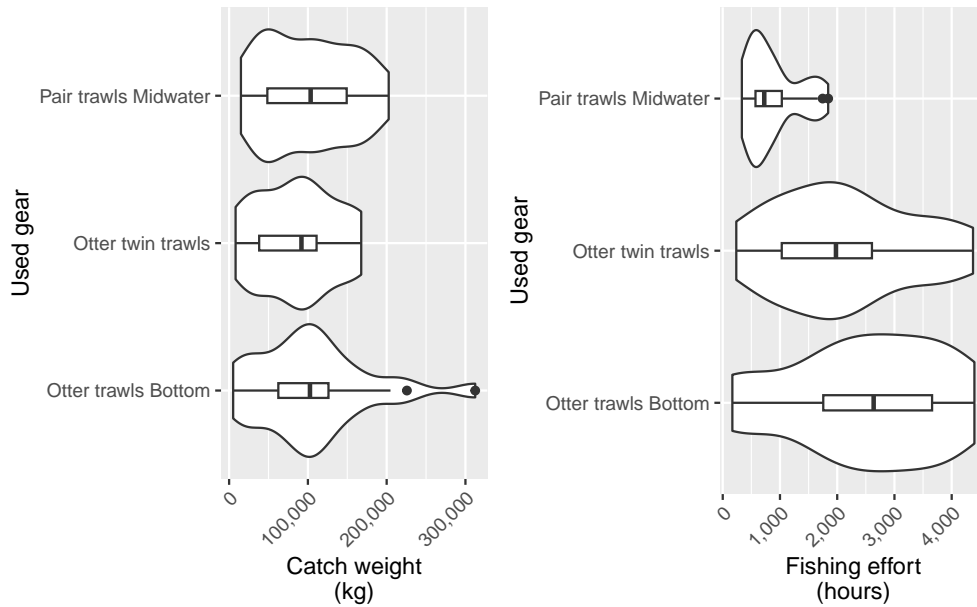 Used gear
Pair trawls Midwater
Otter twin trawls
Otter trawls Bottom
0
100,000
200,000
300,000
Catch weight
(kg)
Used gear
Pair trawls Midwater
Otter twin trawls
Otter trawls Bottom
0
1,000
2,000
3,000
4,000
Fishing effort
(hours)